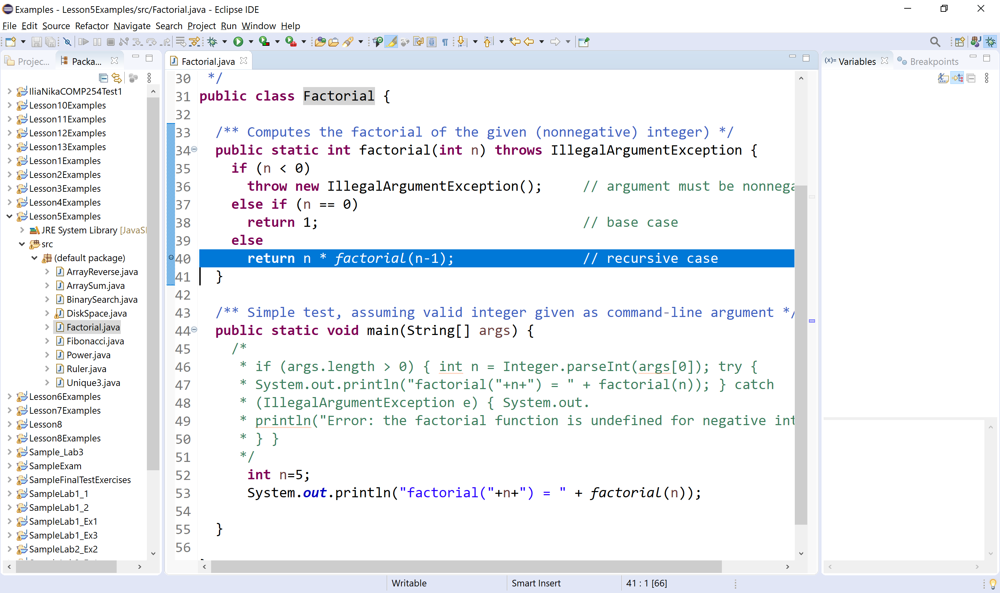 Examples - Lesson5Examples/src/Factorial.java - Eclipse IDE
File Edit Source Refactor Navigate Search Project Run Window Help
Projec... Packa...
IliaNikaCOMP254Test1
Lesson10Examples
Lesson11Examples
Lesson12Examples
Lesson13Examples
Lesson1Examples
Lesson2Examples
Lesson3Examples
Lesson4Examples
Lesson5Examples
JRE System Library [JavaS
src
(default package)
ArrayReverse.java
ArraySum.java
BinarySearch.java
DiskSpace.java
Factorial.java
Fibonacci.java
Power.java
Ruler.java
Unique3.java
Lesson6Examples
Lesson7Examples
Lesson8
Lesson8Examples
Sample_Lab3
SampleExam
SampleFinalTestExercises
SampleLab1_1
SampleLab1_2
SampleLab1_Ex1
SampleLab1_Ex3
SampleLab2_Ex2
Factorial.java
30 */
31 public class Factorial {
32
33 /** Computes the factorial of the given (nonnegative) integer) */
34 public static int factorial(int n) throws IllegalArgumentException {
35 if (n < 0)
36 throw new IllegalArgumentException(); // argument must be nonnega
37 else if (n == 0)
38 return 1; // base case
39 else
40 return n * factorial(n-1); // recursive case
41 }
42
43 /** Simple test, assuming valid integer given as command-line argument */
44 public static void main(String[] args) {
45 /*
46 * if (args.length > 0) { int n = Integer.parseInt(args[0]); try {
47 * System.out.println("factorial("+n+") = " + factorial(n)); } catch
48 * (IllegalArgumentException e) { System.out.
49 * println("Error: the factorial function is undefined for negative int
50 * } }
51 */
52 int n=5;
53 System.out.println("factorial("+n+") = " + factorial(n));
54
55 }
56
(x)= Variables Breakpoints
Writable Smart Insert 41 : 1 [66]